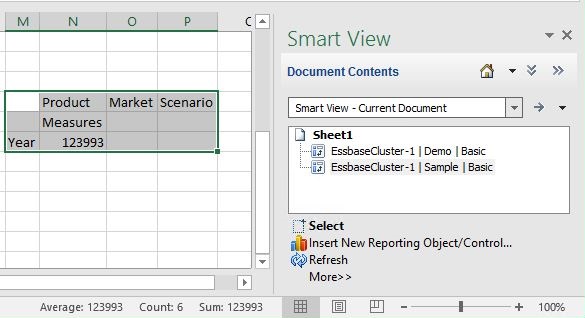 M N O P C
Product Market Scenario
Measures
Year 123993
Smart View
Document Contents
Smart View - Current Document
Sheet1
EssbaseCluster-1 | Demo | Basic
EssbaseCluster-1 | Sample | Basic
Select
Insert New Reporting Object/Control...
Refresh
More>>
Average: 123993 Count: 6 Sum: 123993 100%